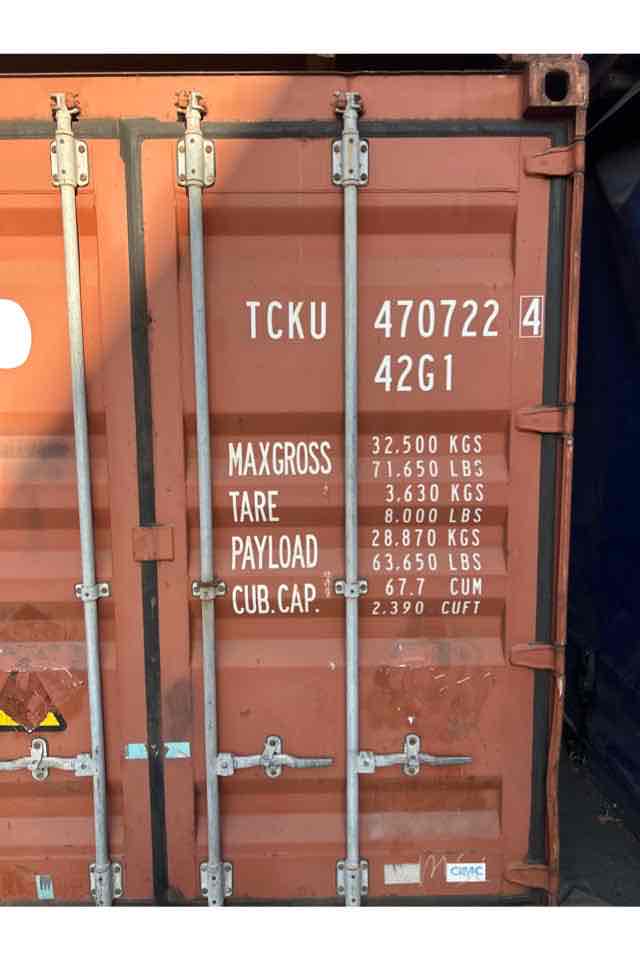 TCKU 470722 4
42G1
MAXGROSS 32.500 KGS
71.650 LBS
TARE 3.630 KGS
8.000 LBS
PAYLOAD 28.870 KGS
63.650 LBS
CUB.CAP. 67.7 CUM
2.390 CUFT
CIMC